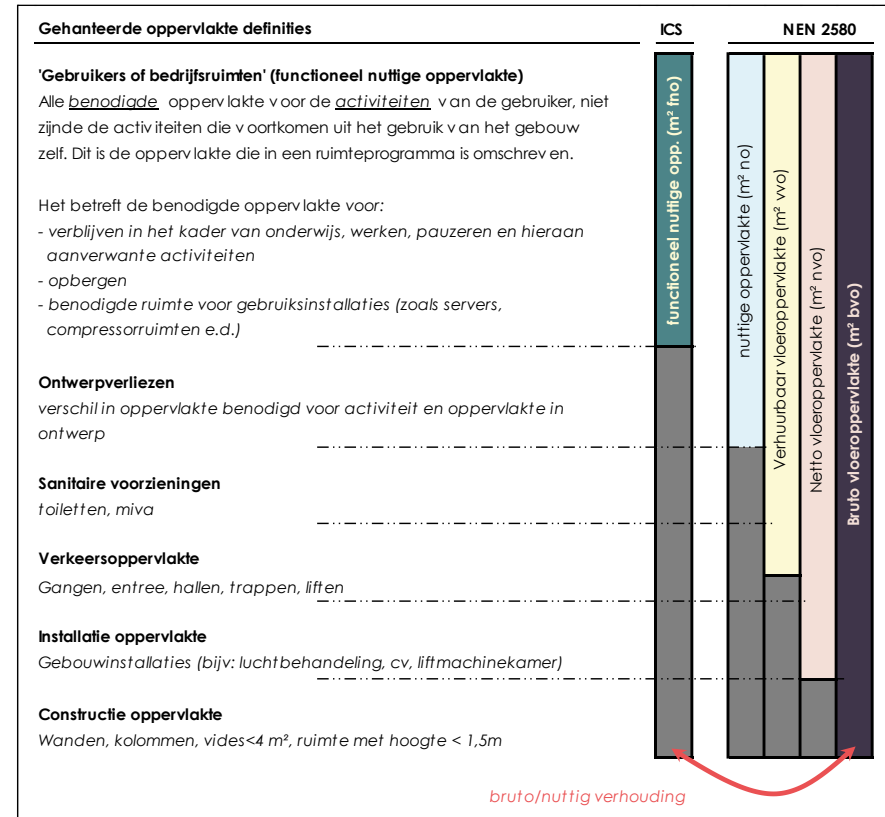 Gehanteerde oppervlakte definities
ICS
NEN 2580
'Gebruikers of bedrijfsruimten' (functioneel nuttige oppervlakte)
Alle benodigde oppervlakte voor de activiteiten van de gebruiker, niet
zijnde de activiteiten die voortkomen uit het gebruik van het gebouw
zelf. Dit is de oppervlakte die in een ruimteprogramma is omschreven.
Het betreft de benodigde oppervlakte voor:
- verblijven in het kader van onderwijs, werken, pauzeren en hieraan
aanverwante activiteiten
- opbergen
- benodigde ruimte voor gebruiksinstallaties (zoals servers,
compressorruimten e.d.)
Ontwerpverliezen
verschil in oppervlakte benodigd voor activiteit en oppervlakte in
ontwerp
Sanitaire voorzieningen
toiletten, miva
Verkeersoppervlakte
Gangen, entree, hallen, trappen, liften
Installatie oppervlakte
Gebouwinstallaties (bijv: luchtbehandeling, cv, liftmachinekamer)
Constructie oppervlakte
Wanden, kolommen, vides<4 m², ruimte met hoogte < 1,5m
functioneel nuttige opp. (m² fno)
nuttige oppervlakte (m² no)
Verhuurbaar vloeroppervlakte (m² vvo)
Netto vloeroppervlakte (m² nvo)
Bruto vloeroppervlakte (m² bvo)
bruto/nuttig verhouding